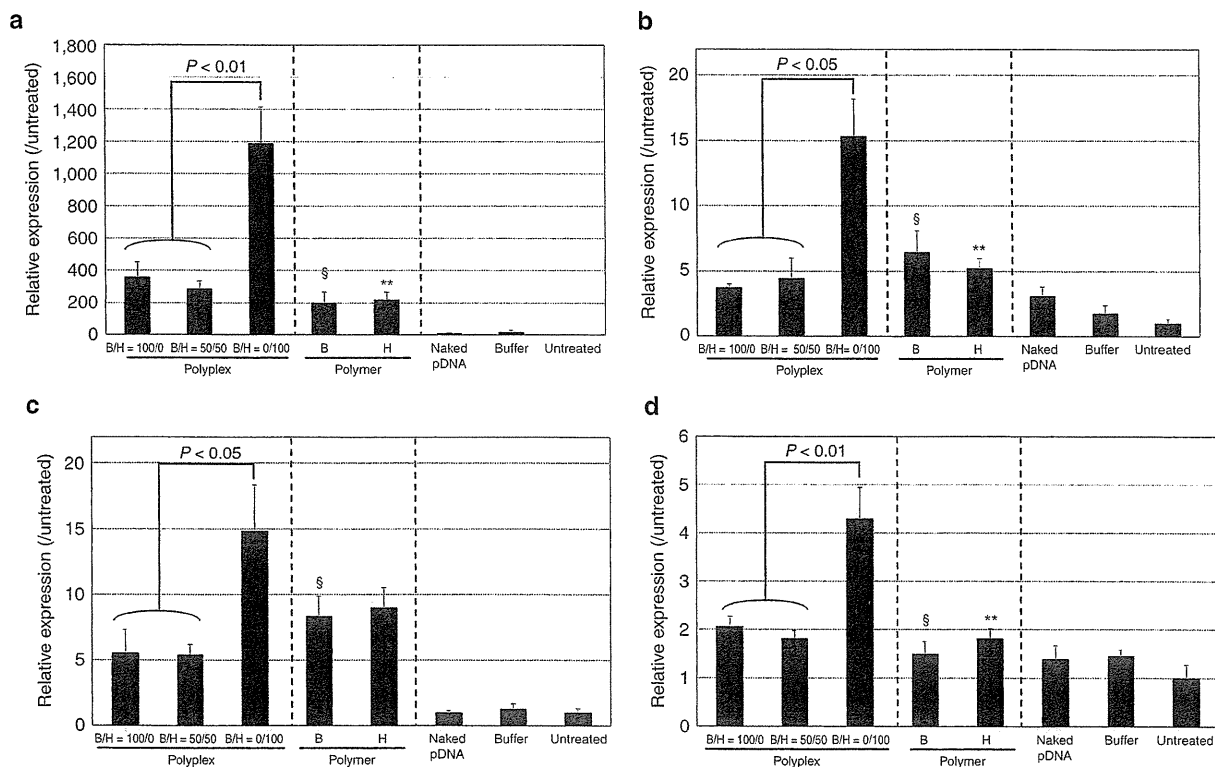 a
Relative expression (/untreated)
1,800
1,600
1,400
1,200
1,000
800
600
400
200
0
P < 0.01
§
**
B/H = 100/0 B/H = 50/50 B/H = 0/100 B H Naked pDNA Buffer Untreated
Polyplex Polymer
b
Relative expression (/untreated)
20
15
10
5
0
P < 0.05
§
**
B/H = 100/0 B/H = 50/50 B/H= 0/100 B H Naked pDNA Buffer Untreated
Polyplex Polymer
c
Relative expression (/untreated)
20
15
10
5
0
P < 0.05
§
B/H = 100/0 B/H = 50/50 B/H = 0/100 B H Naked pDNA Buffer Untreated
Polyplex Polymer
d
Relative expression (/untreated)
6
5
4
3
2
1
0
P < 0.01
§
**
B/H = 100/0 B/H = 50/50 B/H = 0/100 B H Naked pDNA Buffer Untreated
Polyplex Polymer